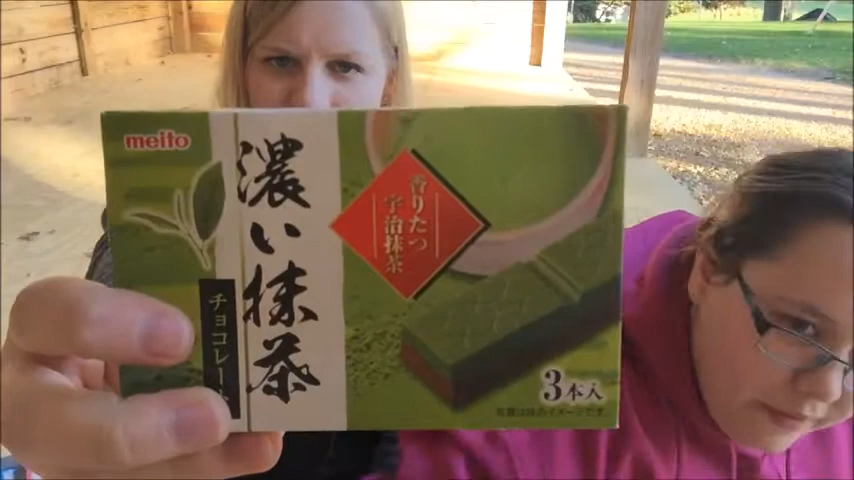 meito
濃い抹茶
チョコレート
香りたつ
宇治抹茶
3本入